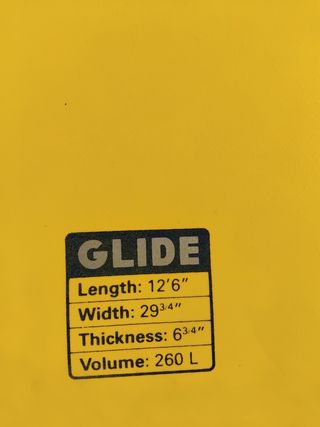 GLIDE
Length: 12'6"
Width: 29 3/4"
Thickness: 6 3/4"
Volume: 260 L